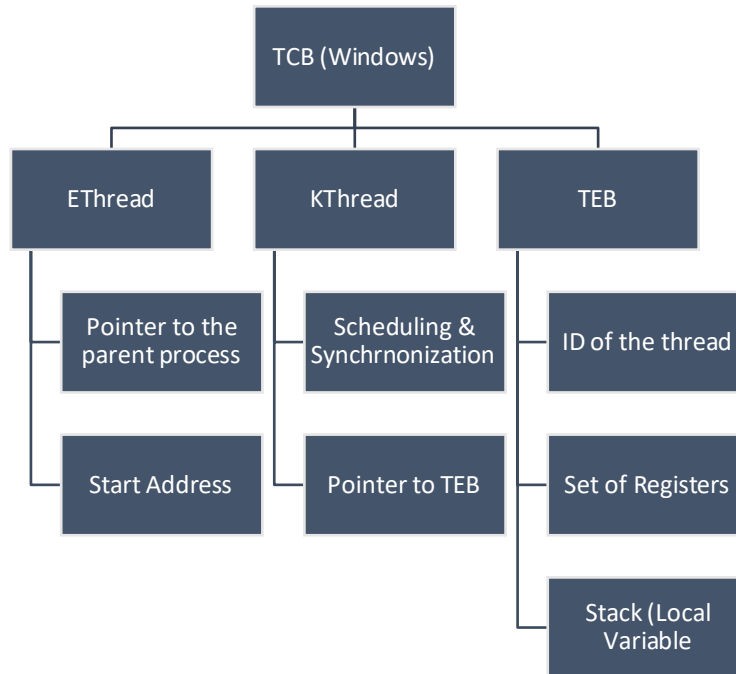 TCB (Windows)
EThread
KThread
TEB
Pointer to the
parent process
Scheduling &
Synchrnonization
ID of the thread
Start Address
Pointer to TEB
Set of Registers
Stack (Local
Variable